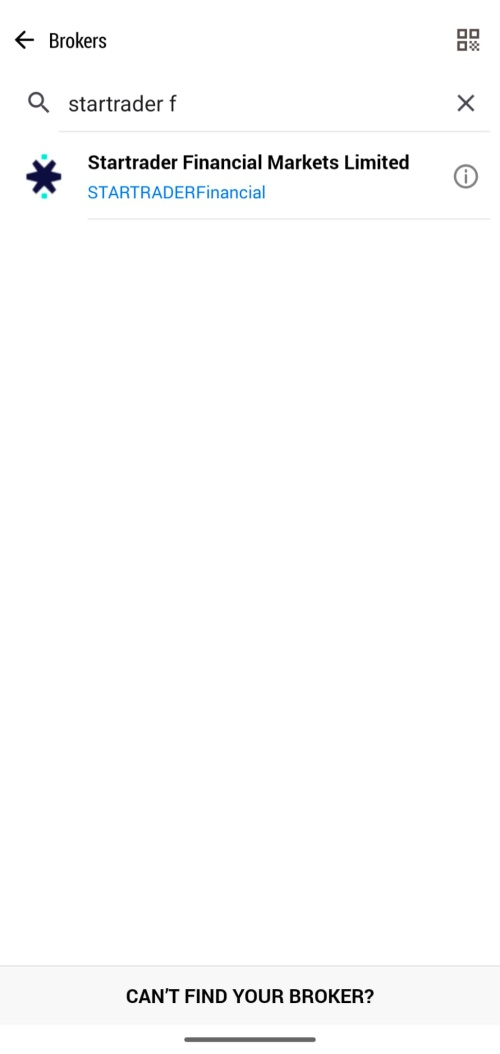 Brokers
startrader f
Startrader Financial Markets Limited
STARTRADERFinancial
CAN'T FIND YOUR BROKER?